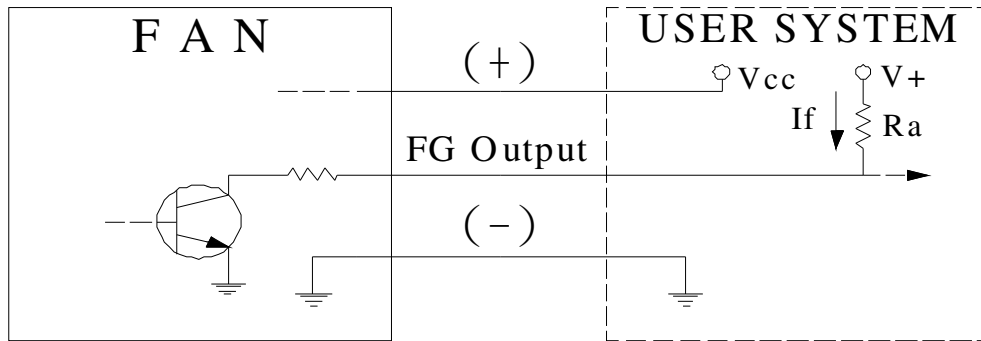 F A N
USER SYSTEM
(+)
Vcc
V+
If
Ra
FG Output
(-)